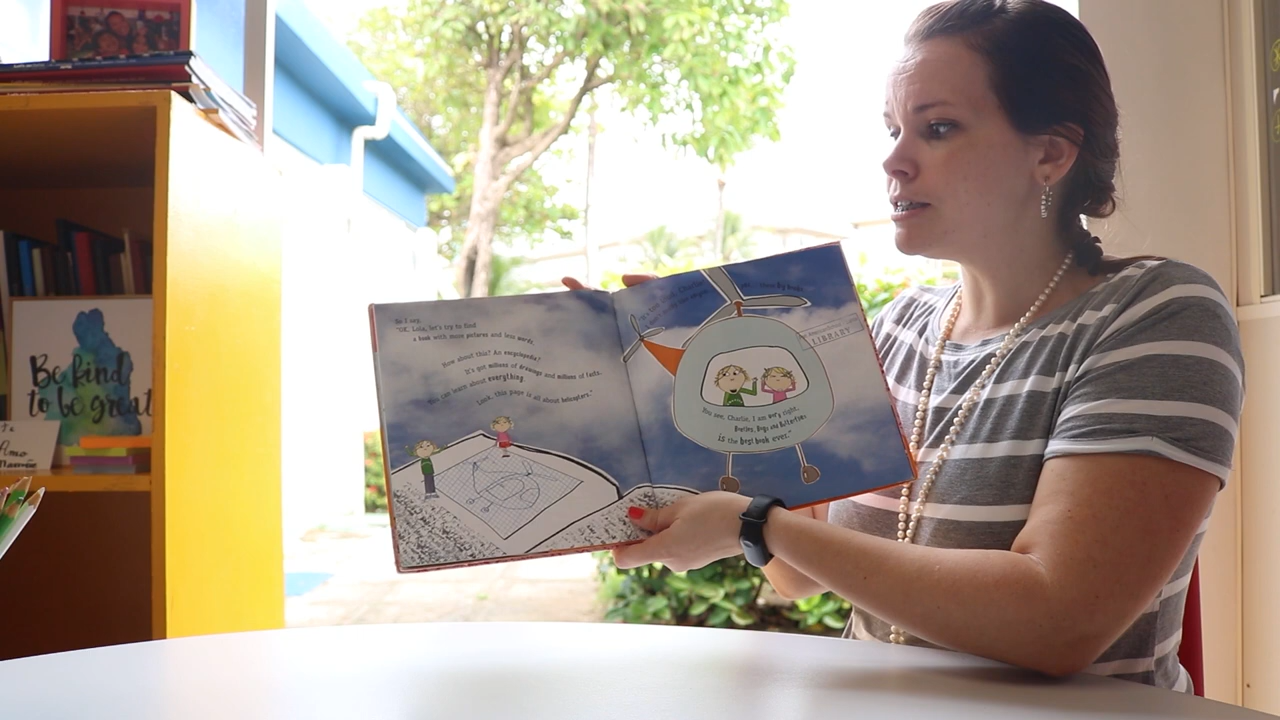 So I say,
"OK, Lola, let's try to find
a book with more pictures and less words.
How about this? An encyclopedia!
It's got millions of drawings and millions of facts.
You can learn about everything.
Look, this page is all about helicopters."
Charlie,
big books
LIBRARY
"You see, Charlie, I am very right.
Beetles, Bugs and Butterflies
is the best book ever."
Be kind
to be great